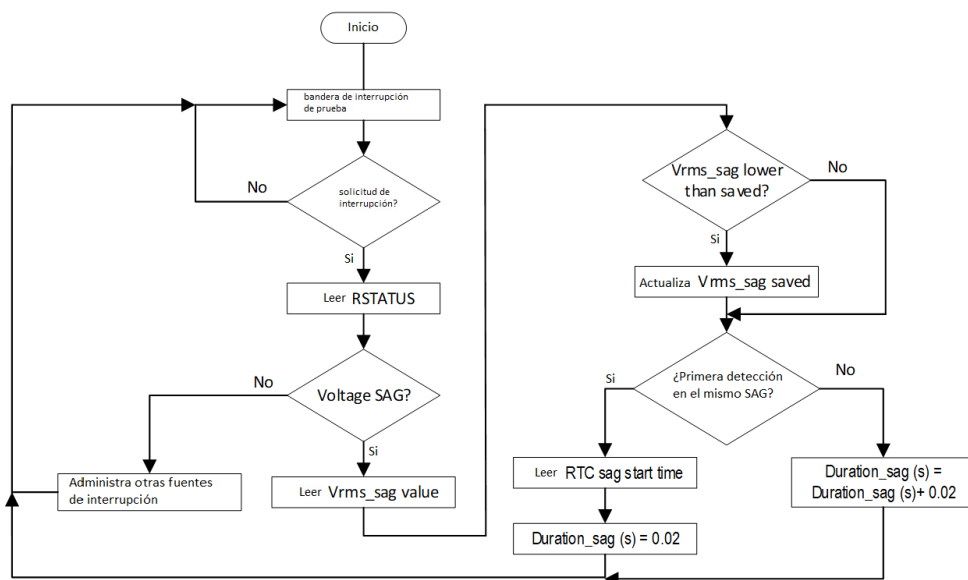 Inicio
bandera de interrupción
de prueba
No
solicitud de
interrupción?
Si
Leer RSTATUS
No
Voltage SAG?
Si
Administra otras fuentes
de interrupción
Leer Vrms_sag value
Vrms_sag lower
than saved?
No
Si
Actualiza Vrms_sag saved
Si
¿Primera detección
en el mismo SAG?
No
Leer RTC sag start time
Duration_sag (s) = 0.02
Duration_sag (s) =
Duration_sag (s)+ 0.02